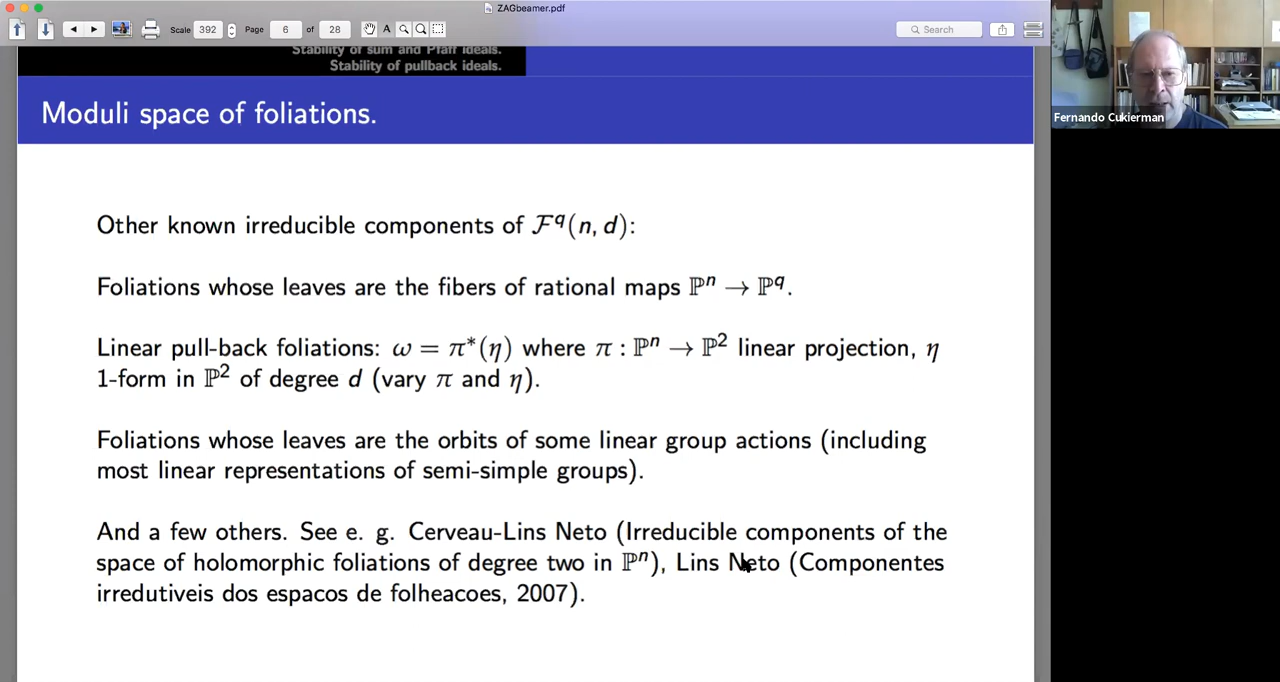 ZAGbeamer.pdf
Scale 392 Page 6 of 28 A Search
Stability of sum and Pfaff ideals.
Stability of pullback ideals.
Moduli space of foliations.
Fernando Cukierman
Other known irreducible components of ℱ^q(n, d):
Foliations whose leaves are the fibers of rational maps ℙⁿ → ℙ^q.
Linear pull-back foliations: ω = π*(η) where π : ℙⁿ → ℙ² linear projection, η
1-form in ℙ² of degree d (vary π and η).
Foliations whose leaves are the orbits of some linear group actions (including
most linear representations of semi-simple groups).
And a few others. See e. g. Cerveau-Lins Neto (Irreducible components of the
space of holomorphic foliations of degree two in ℙⁿ), Lins Neto (Componentes
irredutiveis dos espacos de folheacoes, 2007).